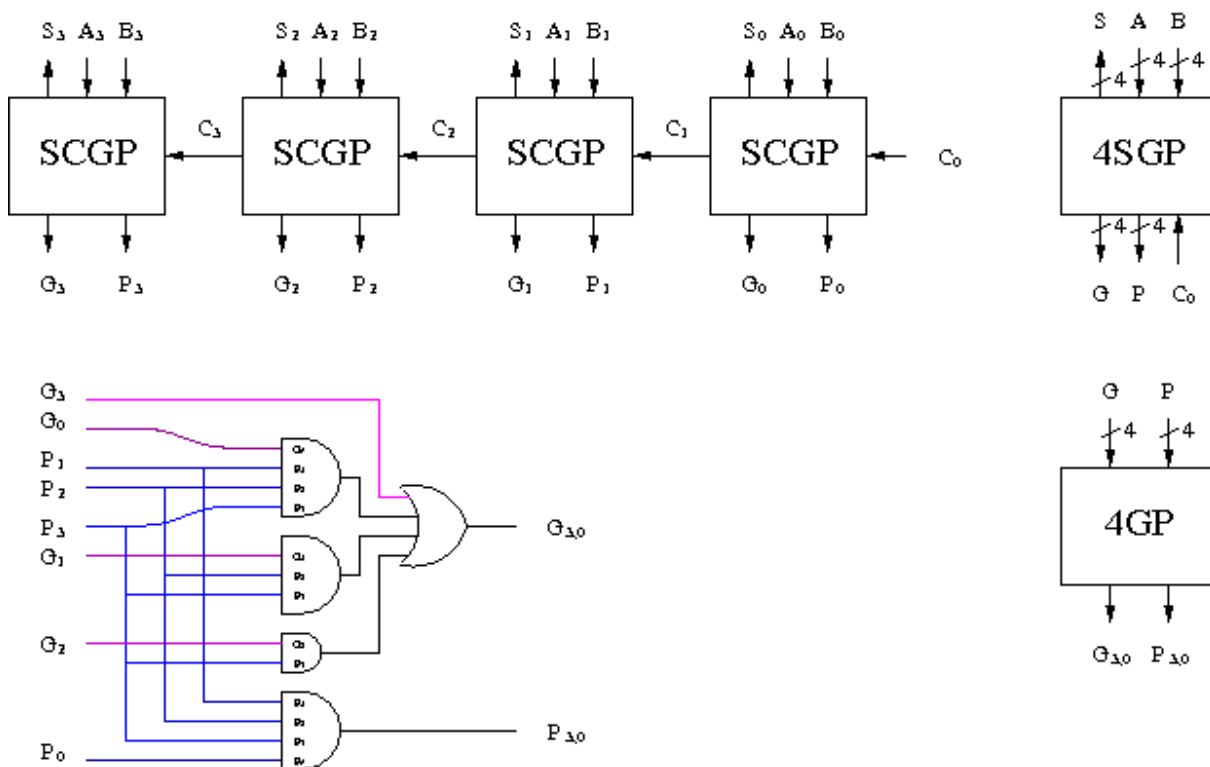 S₃ A₃ B₃ S₂ A₂ B₂ S₁ A₁ B₁ S₀ A₀ B₀ S A B
4 4 4
C₃ C₂ C₁
SCGP SCGP SCGP SCGP C₀ 4SGP
4 4
G₃ P₃ G₂ P₂ G₁ P₁ G₀ P₀ G P C₀
G₃ G P
G₀ 4 4
P₁
P₂
P₃ G₃,₀ 4GP
G₁
G₂ G₃,₀ P₃,₀
P₃,₀
P₀